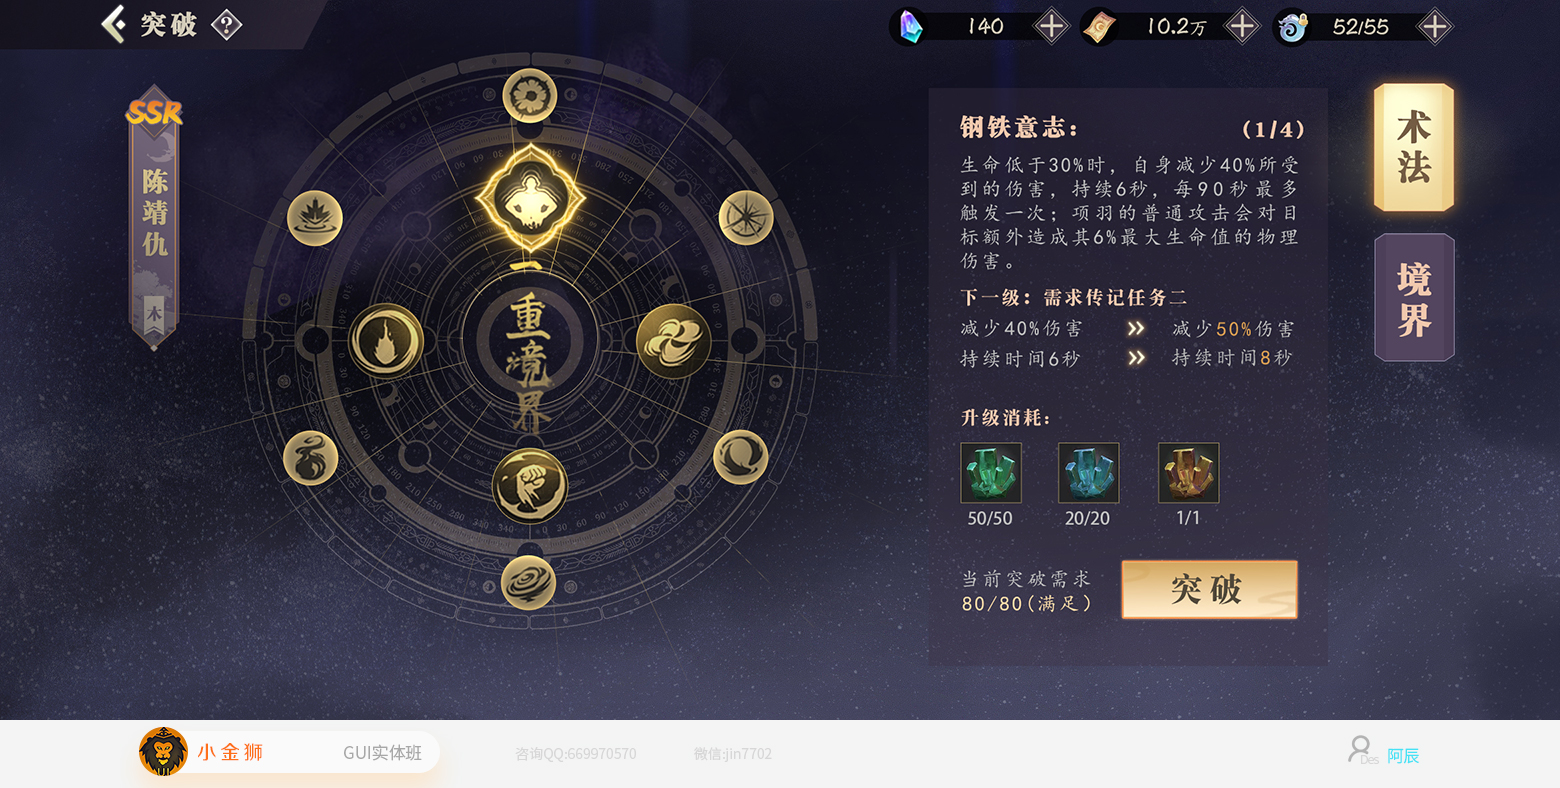 突破 ?
140
10.2万
52/55
SSR
陈靖仇
木
一重境界
钢铁意志：
(1/4)
生命低于30%时，自身减少40%所受
到的伤害，持续6秒，每90秒最多
触发一次；项羽的普通攻击会对目
标额外造成其6%最大生命值的物理
伤害。
下一级：需求传记任务二
减少40%伤害 » 减少50%伤害
持续时间6秒 » 持续时间8秒
升级消耗：
50/50
20/20
1/1
当前突破需求
80/80(满足)
突破
术法
境界
小金狮
GUI实体班
咨询QQ:669970570
微信:jin7702
Des
阿辰